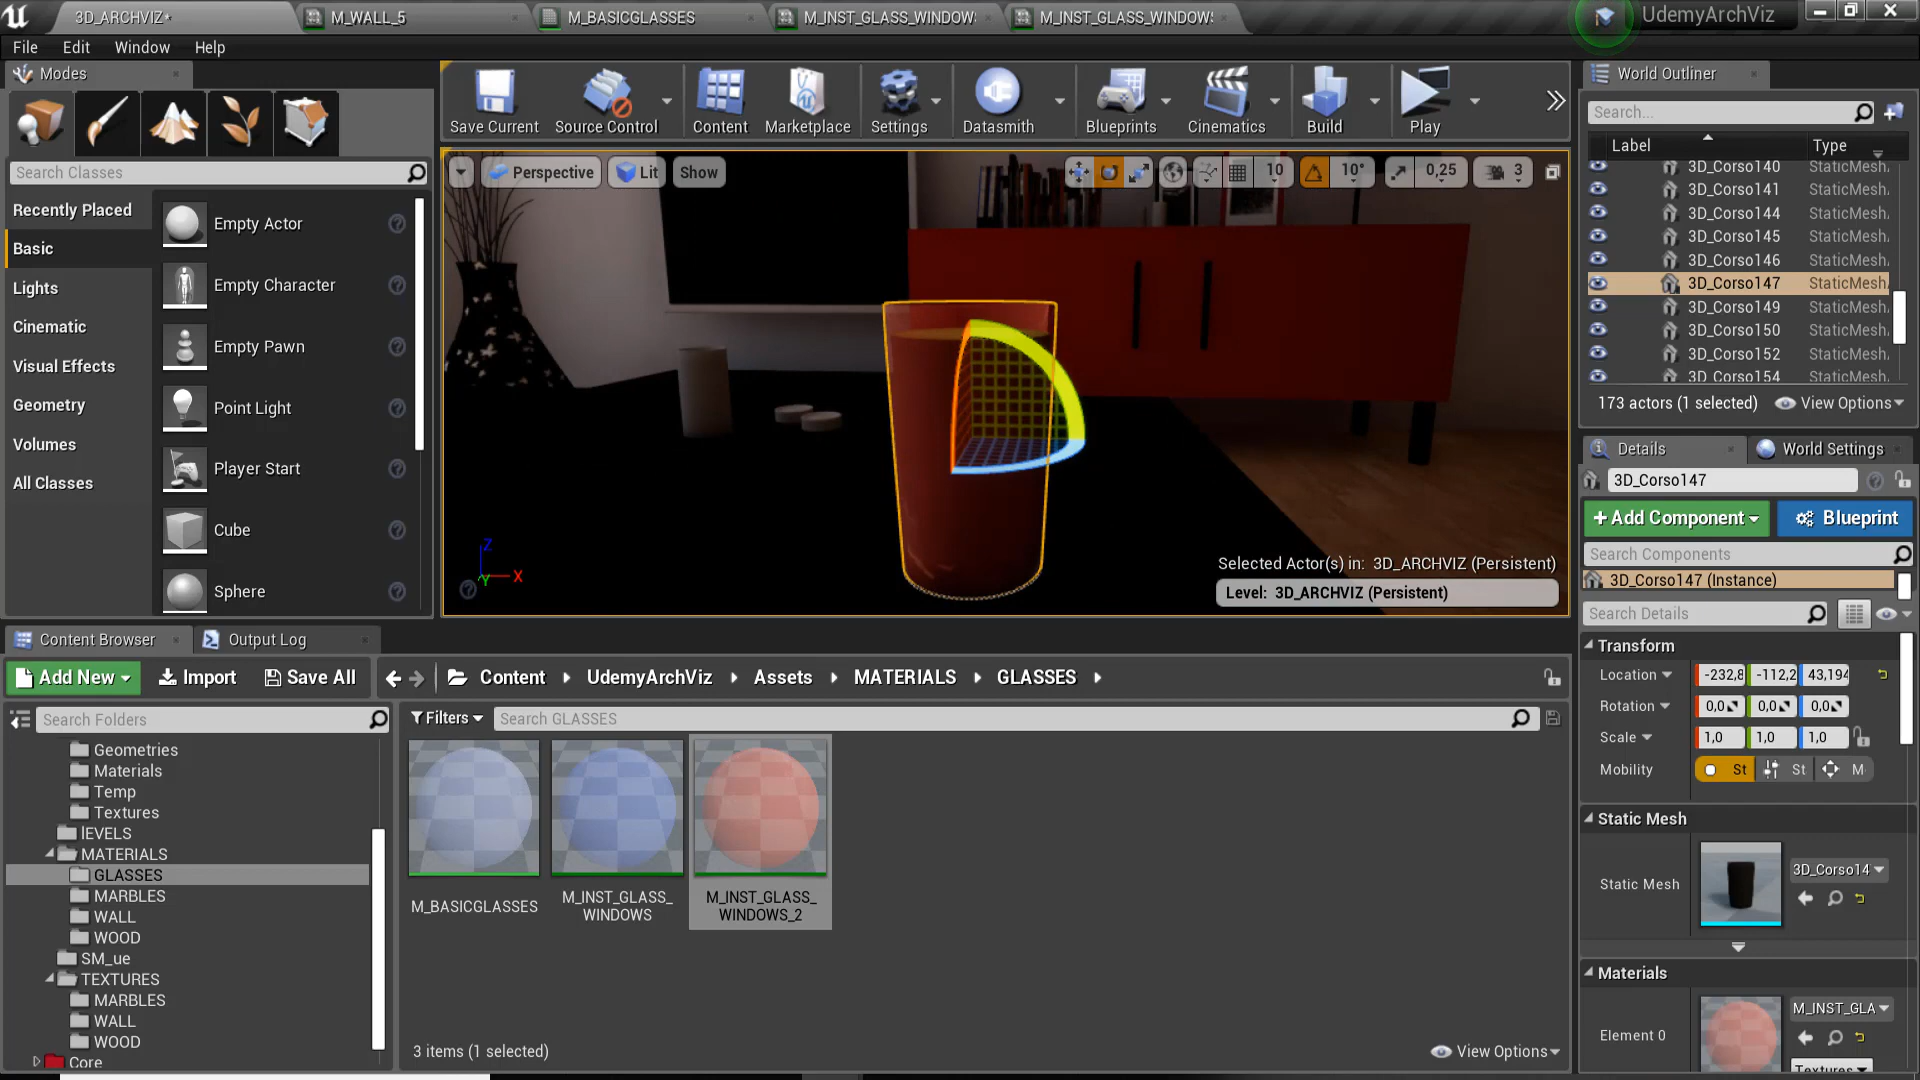 3D_ARCHVIZ*
M_WALL_5
M_BASICGLASSES
M_INST_GLASS_WINDOW
M_INST_GLASS_WINDOW
UdemyArchViz
File Edit Window Help
Modes
Save Current
Source Control
Content
Marketplace
Settings
Datasmith
Blueprints
Cinematics
Build
Play
Search Classes
Recently Placed
Basic
Lights
Cinematic
Visual Effects
Geometry
Volumes
All Classes
Empty Actor
Empty Character
Empty Pawn
Point Light
Player Start
Cube
Sphere
Perspective
Lit
Show
10
10°
0,25
3
Z
X
Y
Selected Actor(s) in: 3D_ARCHVIZ (Persistent)
Level: 3D_ARCHVIZ (Persistent)
World Outliner
Search...
Label Type
3D_Corso140 StaticMesh
3D_Corso141 StaticMesh
3D_Corso144 StaticMesh
3D_Corso145 StaticMesh
3D_Corso146 StaticMesh
3D_Corso147 StaticMesh
3D_Corso149 StaticMesh
3D_Corso150 StaticMesh
3D_Corso152 StaticMesh
3D_Corso154 StaticMesh
173 actors (1 selected)
View Options
Details
World Settings
3D_Corso147
+ Add Component
Blueprint
Search Components
3D_Corso147 (Instance)
Search Details
Transform
Location -232,8 -112,2 43,194
Rotation 0,0 0,0 0,0
Scale 1,0 1,0 1,0
Mobility St St M
Static Mesh
Static Mesh
3D_Corso14
Materials
Element 0
M_INST_GLA
Textures
Content Browser
Output Log
Add New
Import
Save All
Content UdemyArchViz Assets MATERIALS GLASSES
Search Folders
Filters
Search GLASSES
Geometries
Materials
Temp
Textures
lEVELS
MATERIALS
GLASSES
MARBLES
WALL
WOOD
SM_ue
TEXTURES
MARBLES
WALL
WOOD
Core
M_BASICGLASSES
M_INST_GLASS_
WINDOWS
M_INST_GLASS_
WINDOWS_2
3 items (1 selected)
View Options